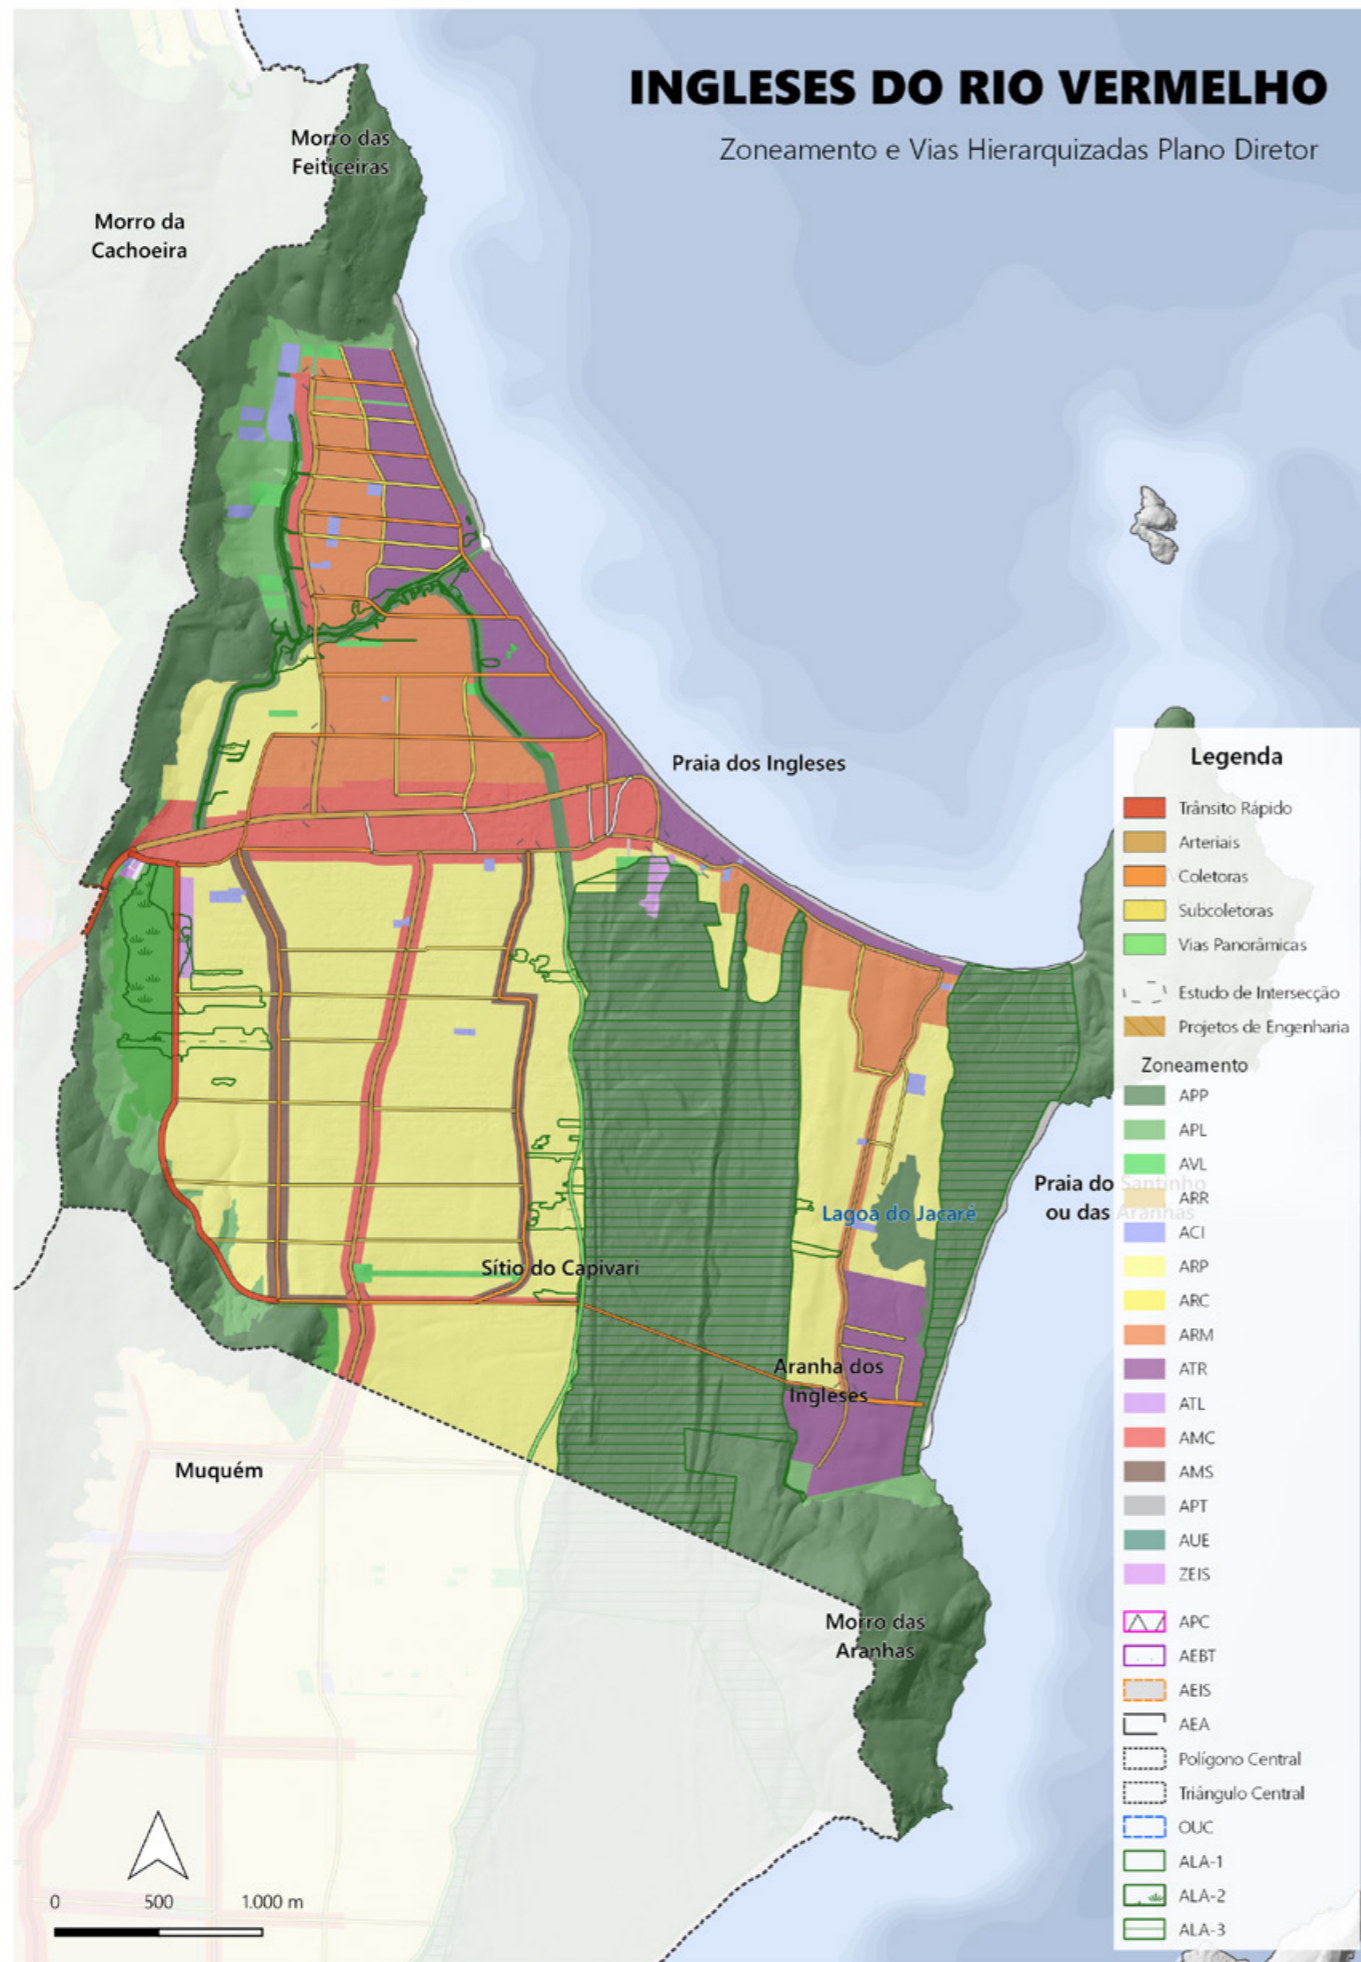 INGLESES DO RIO VERMELHO
Zoneamento e Vias Hierarquizadas Plano Diretor
Morro das
Feiticeiras
Morro da
Cachoeira
Praia dos Ingleses
Praia do Santinho
ou das Aranhas
Lagoa do Jacaré
Sítio do Capivari
Aranha dos
Ingleses
Muquém
Morro das
Aranhas
0 500 1.000 m
Legenda
Trânsito Rápido
Arteriais
Coletoras
Subcoletoras
Vias Panorâmicas
Estudo de Intersecção
Projetos de Engenharia
Zoneamento
APP
APL
AVL
ARR
ACI
ARP
ARC
ARM
ATR
ATL
AMC
AMS
APT
AUE
ZEIS
APC
AEBT
AEIS
AEA
Polígono Central
Triângulo Central
OUC
ALA-1
ALA-2
ALA-3